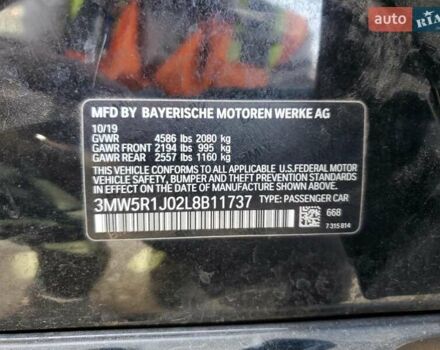 auto RIA
MFD BY BAYERISCHE MOTOREN WERKE AG
10/19
GVWR 4586 lbs 2080 kg
GAWR FRONT 2194 lbs 995 kg
GAWR REAR 2557 lbs 1160 kg
THIS VEHICLE CONFORMS TO ALL APPLICABLE U.S.FEDERAL MOTOR
VEHICLE SAFETY, BUMPER, AND THEFT PREVENTION STANDARDS IN
EFFECT ON THE DATE OF MANUFACTURE SHOWN ABOVE.
3MW5R1J02L8B11737 TYPE: PASSENGER CAR
668
7 315 814